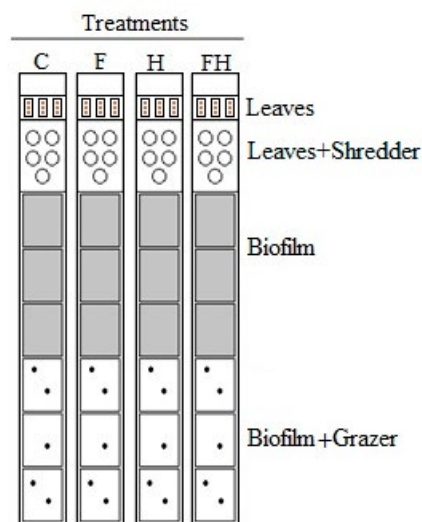 Treatments
C F H FH
Leaves
Leaves+Shredder
Biofilm
Biofilm+Grazer